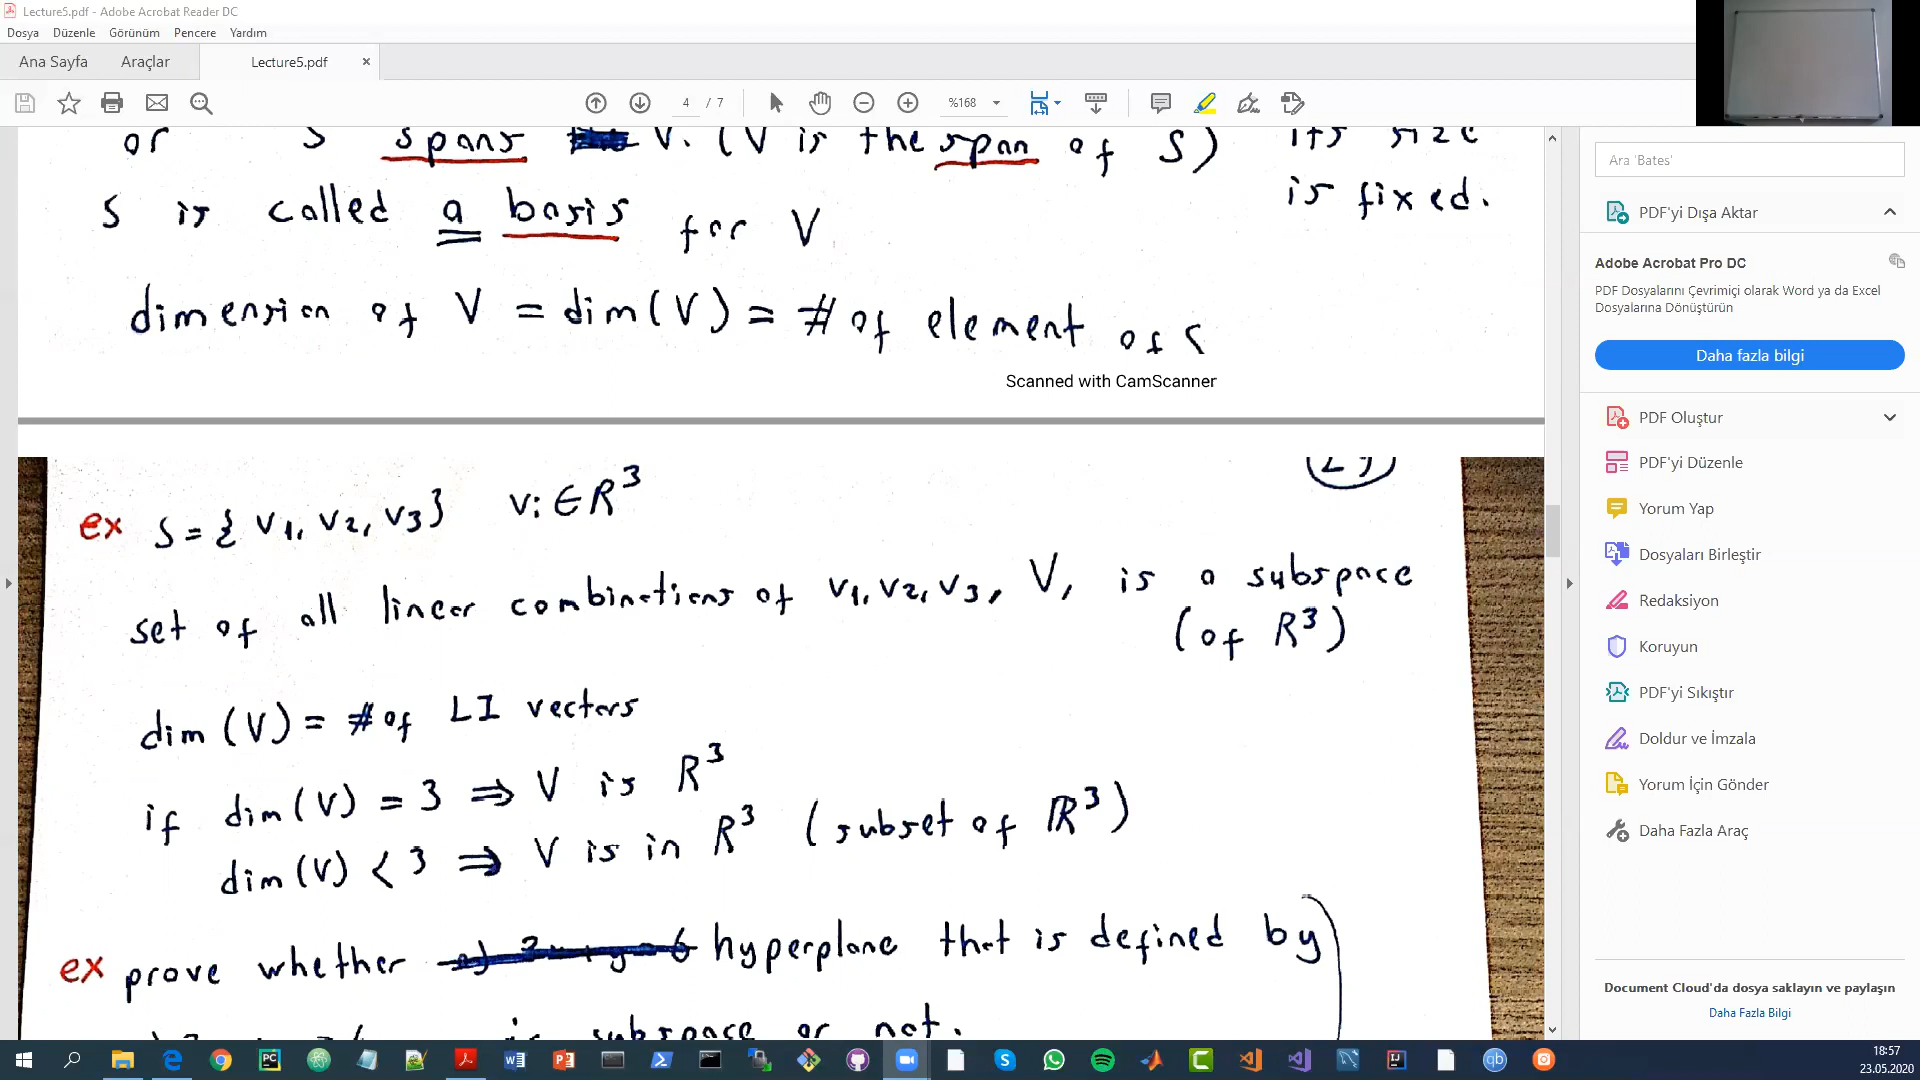 Lecture5.pdf - Adobe Acrobat Reader DC
Dosya Düzenle Görünüm Pencere Yardım
Ana Sayfa Araçlar Lecture5.pdf ×
4 / 7 %168
or S spans V. (V is the span of S) its size
S is called a basis for V is fixed.
dimension of V = dim(V) = # of element of S
Scanned with CamScanner
ex S = { v1, v2, v3} vi ∈ R^3
set of all linear combinations of v1, v2, v3, V, is a subspace
(of R^3)
dim (V) = # of LI vectors
if dim(V) = 3 ⇒ V is R^3
dim(V) < 3 ⇒ V is in R^3 (subset of R^3)
ex prove whether hyperplane that is defined by
is subspace or not.
Ara 'Bates'
PDF'yi Dışa Aktar
Adobe Acrobat Pro DC
PDF Dosyalarını Çevrimiçi olarak Word ya da Excel
Dosyalarına Dönüştürün
Daha fazla bilgi
PDF Oluştur
PDF'yi Düzenle
Yorum Yap
Dosyaları Birleştir
Redaksiyon
Koruyun
PDF'yi Sıkıştır
Doldur ve İmzala
Yorum İçin Gönder
Daha Fazla Araç
Document Cloud'da dosya saklayın ve paylaşın
Daha Fazla Bilgi
18:57
23.05.2020